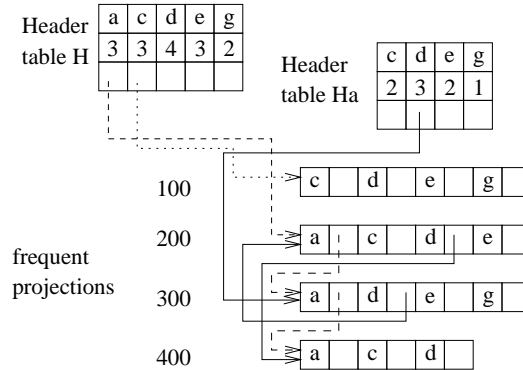 Header table H
a c d e g
3 3 4 3 2
Header table Ha
c d e g
2 3 2 1
100 c d e g
200 a c d e
frequent projections
300 a d e g
400 a c d